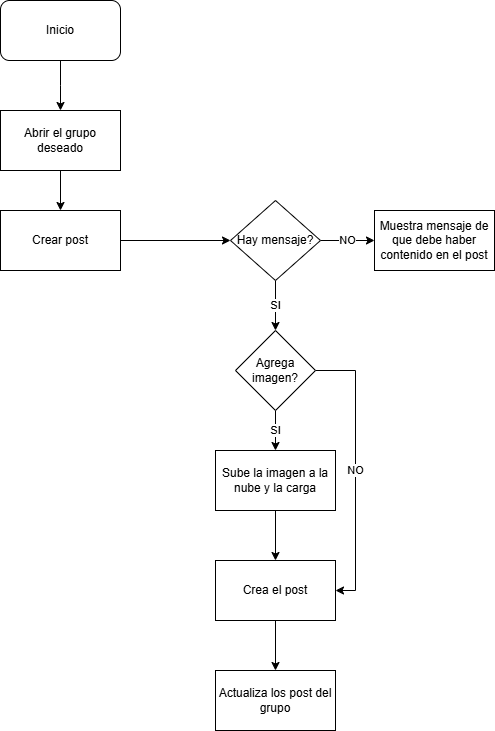 Inicio
Abrir el grupo
deseado
Crear post
Hay mensaje?
NO
Muestra mensaje de
que debe haber
contenido en el post
SI
Agrega
imagen?
SI
NO
Sube la imagen a la
nube y la carga
Crea el post
Actualiza los post del
grupo